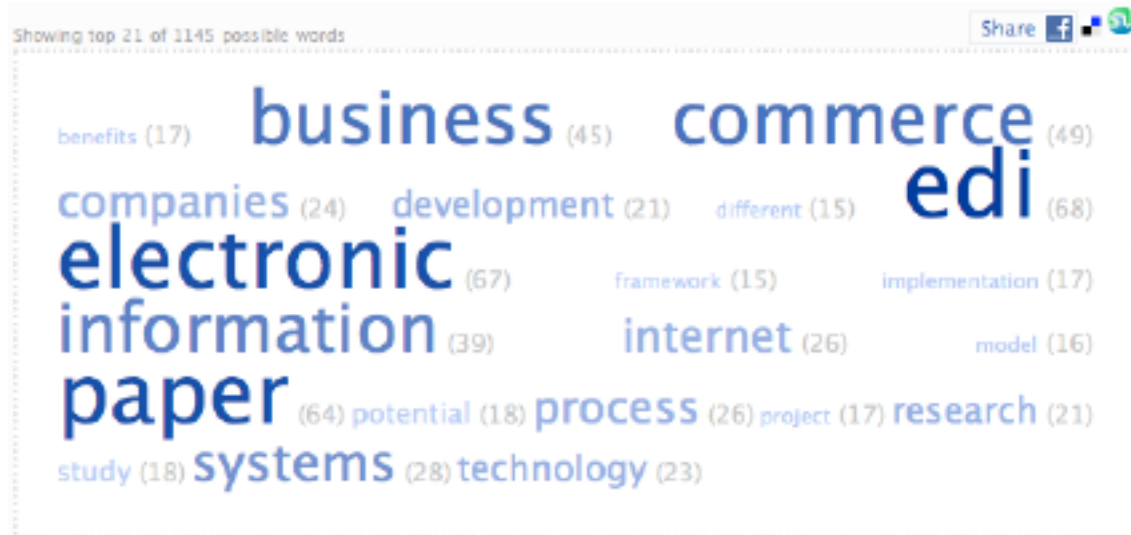 Showing top 21 of 1145 possible words
Share
benefits (17) business (45) commerce (49)
companies (24) development (21) different (15) edi (68)
electronic (67) framework (15) implementation (17)
information (39) internet (26) model (16)
paper (64) potential (18) process (26) project (17) research (21)
study (18) systems (28) technology (23)